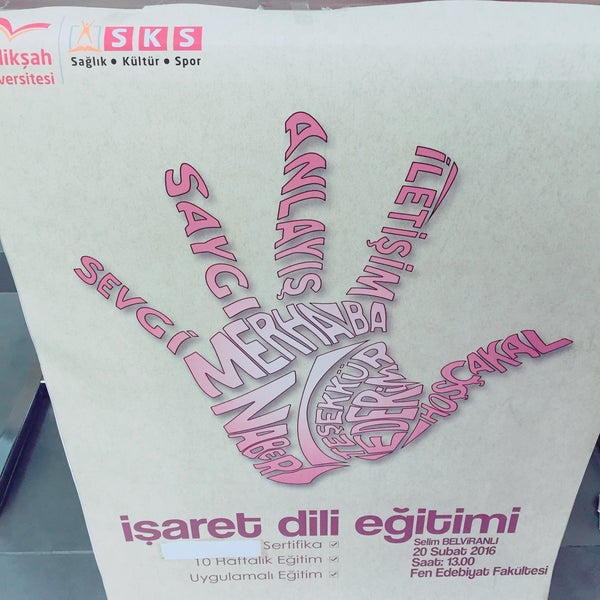 likşah
versitesi
SKS
Sağlık • Kültür • Spor
SEVGİ
SAYGI
ANLAYIŞ
İLETİŞİM
MERHABA
NABER
TEŞEKKÜR
EDERİM
HOŞÇAKAL
işaret dili eğitimi
Sertifika
10 Haftalık Eğitim
Uygulamalı Eğitim
Selim BELVİRANLI
20 Şubat 2016
Saat: 13.00
Fen Edebiyat Fakültesi